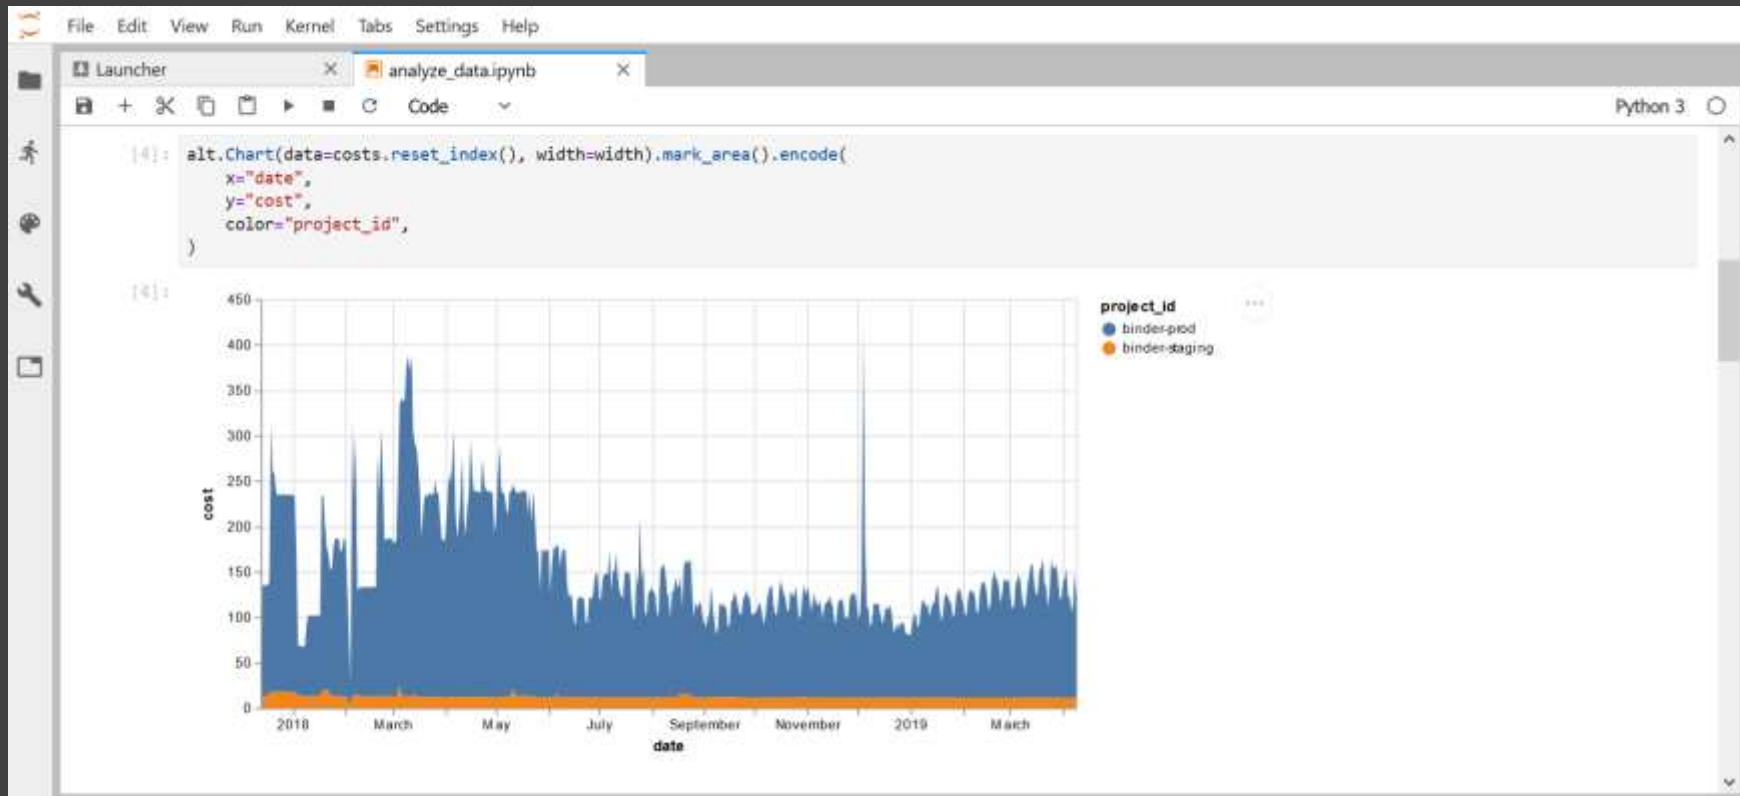 File Edit View Run Kernel Tabs Settings Help
Launcher
analyze_data.ipynb
Code
Python 3
[4]: alt.Chart(data=costs.reset_index(), width=width).mark_area().encode(
x="date",
y="cost",
color="project_id",
)
[4]:
450
400
350
300
250
200
150
100
50
0
cost
2018 March May July September November 2019 March
date
project_id
binder-prod
binder-staging